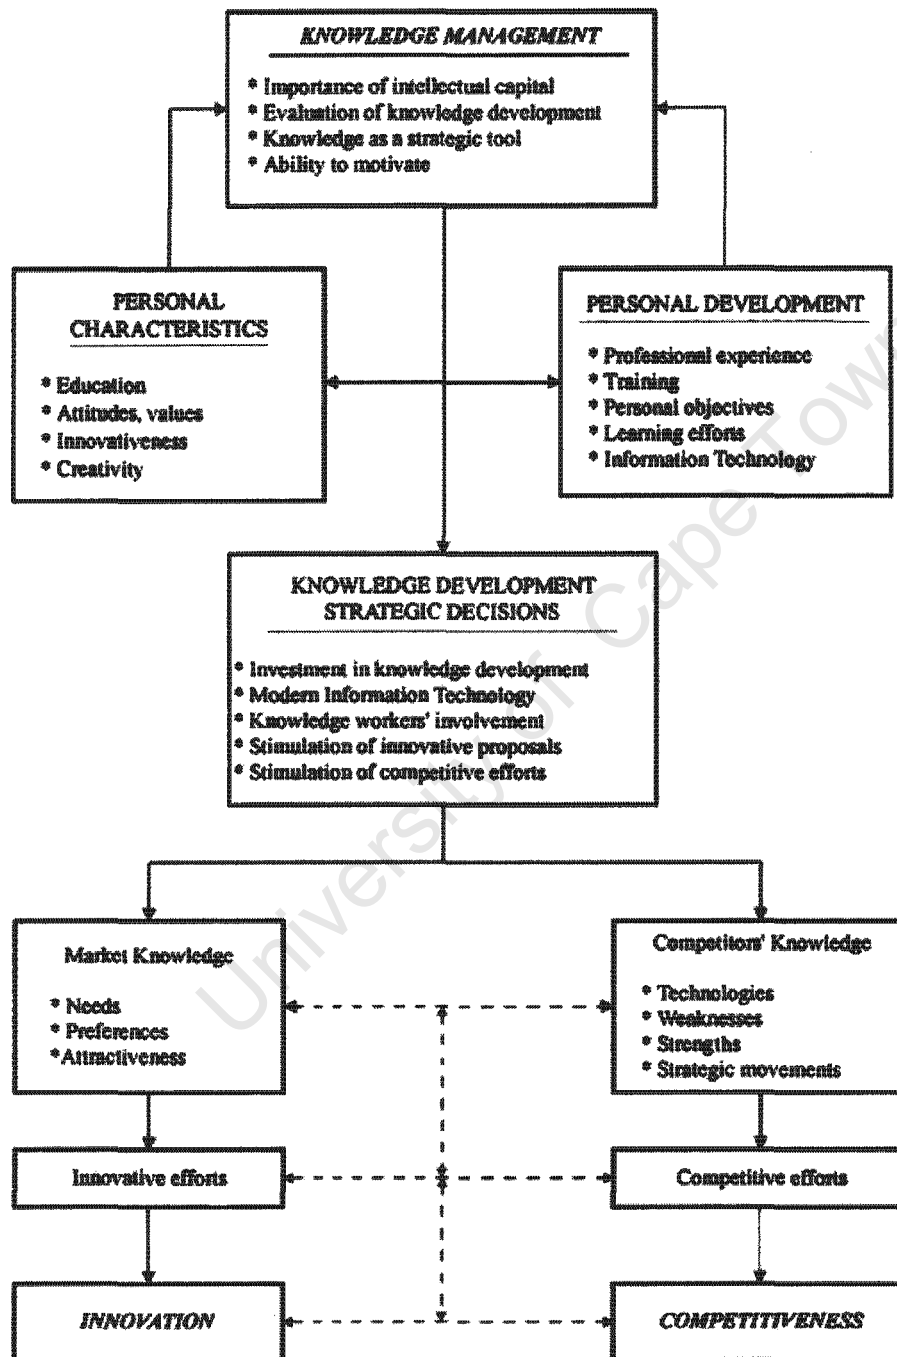 KNOWLEDGE MANAGEMENT
* Importance of intellectual capital
* Evaluation of knowledge development
* Knowledge as a strategic tool
* Ability to motivate
PERSONAL
CHARACTERISTICS
* Education
* Attitudes, values
* Innovativeness
* Creativity
PERSONAL DEVELOPMENT
* Professional experience
* Training
* Personal objectives
* Learning efforts
* Information Technology
KNOWLEDGE DEVELOPMENT
STRATEGIC DECISIONS
* Investment in knowledge development
* Modern Information Technology
* Knowledge workers' involvement
* Stimulation of innovative proposals
* Stimulation of competitive efforts
Market Knowledge
* Needs
* Preferences
*Attractiveness
Competitors' Knowledge
* Technologies
* Weaknesses
* Strengths
* Strategic movements
Innovative efforts
Competitive efforts
INNOVATION
COMPETITIVENESS
University of Cape Town